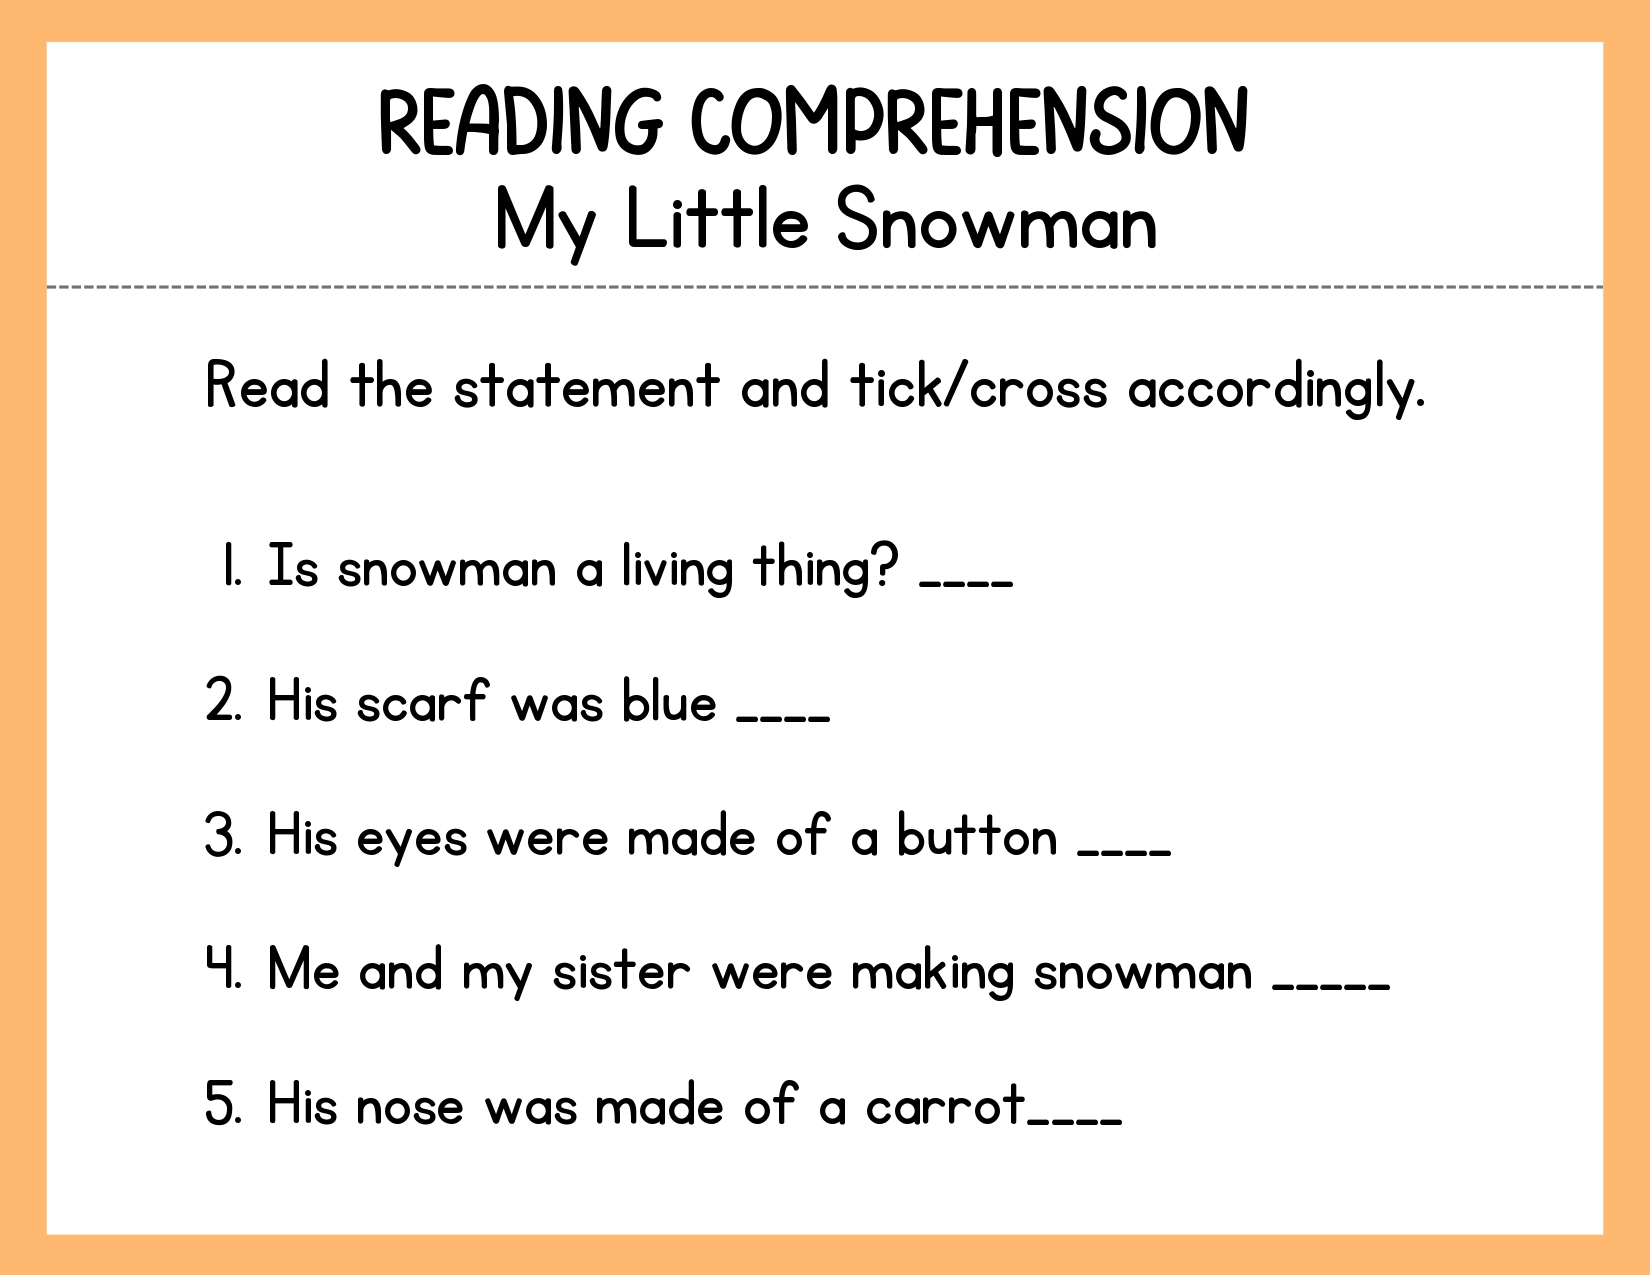 READING COMPREHENSION
My Little Snowman
Read the statement and tick/cross accordingly.
1. Is snowman a living thing? ____
2. His scarf was blue ____
3. His eyes were made of a button ____
4. Me and my sister were making snowman _____
5. His nose was made of a carrot____